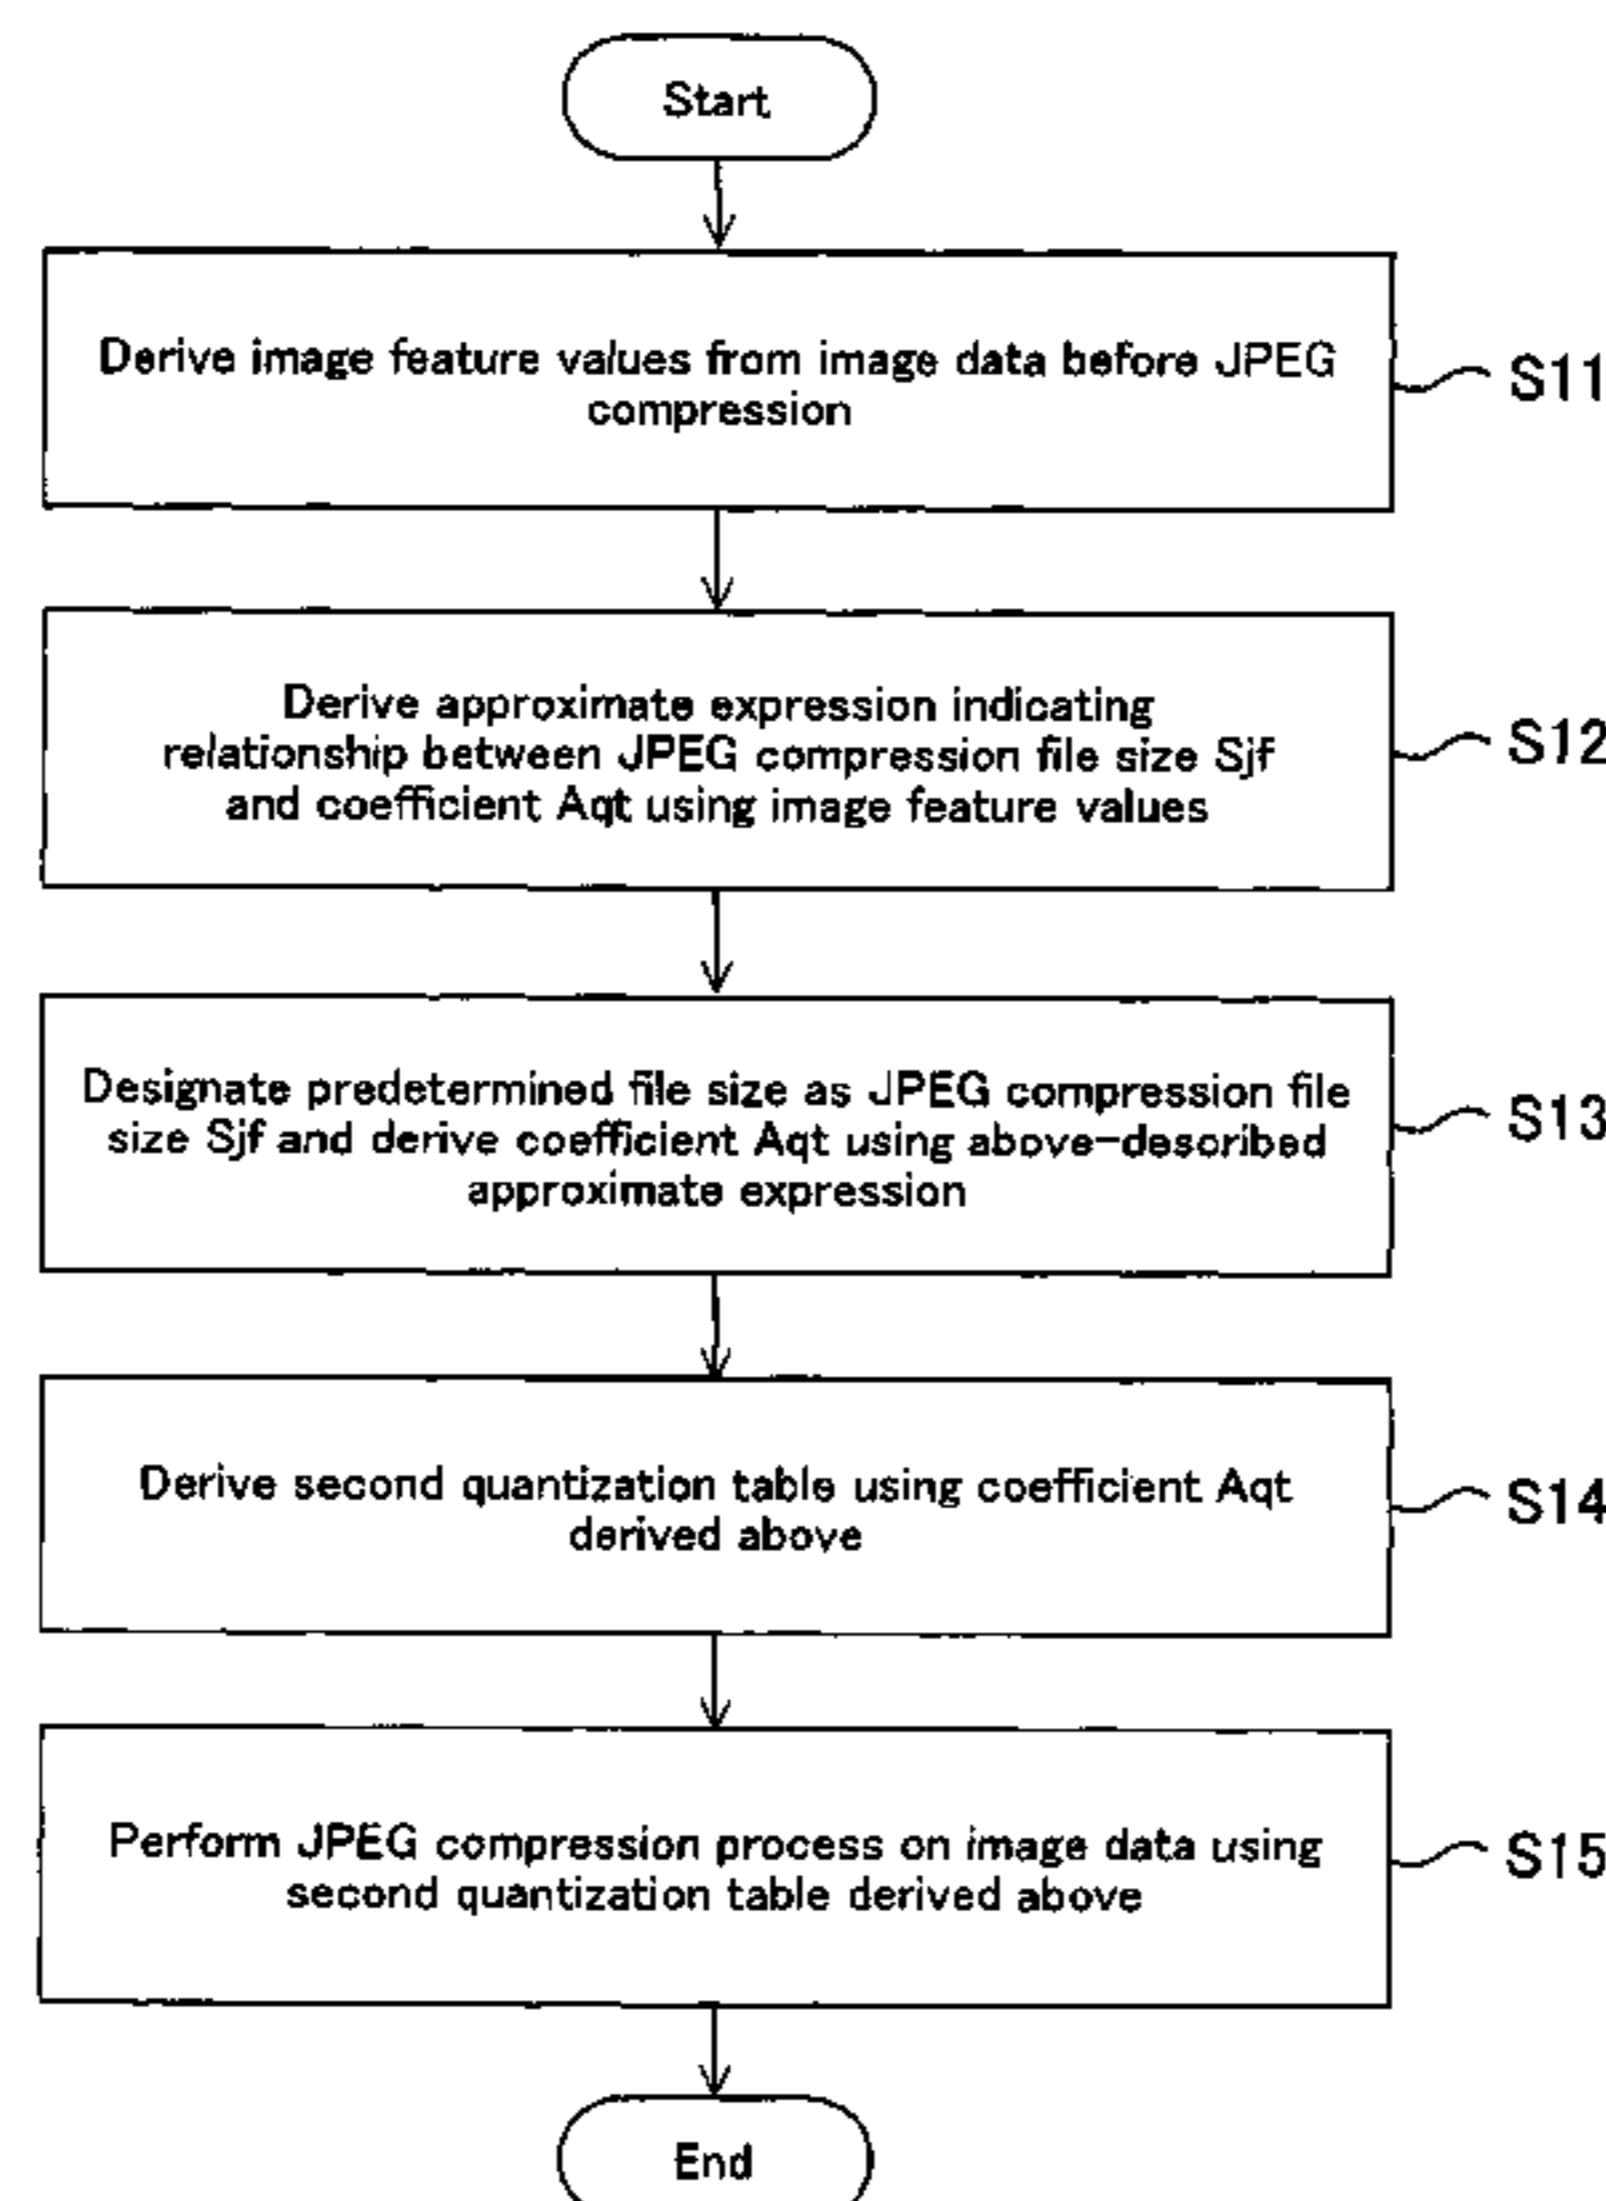 Start
Derive image feature values from image data before JPEG
compression
S11
Derive approximate expression indicating
relationship between JPEG compression file size Sjf
and coefficient Aqt using image feature values
S12
Designate predetermined file size as JPEG compression file
size Sjf and derive coefficient Aqt using above-described
approximate expression
S13
Derive second quantization table using coefficient Aqt
derived above
S14
Perform JPEG compression process on image data using
second quantization table derived above
S15
End